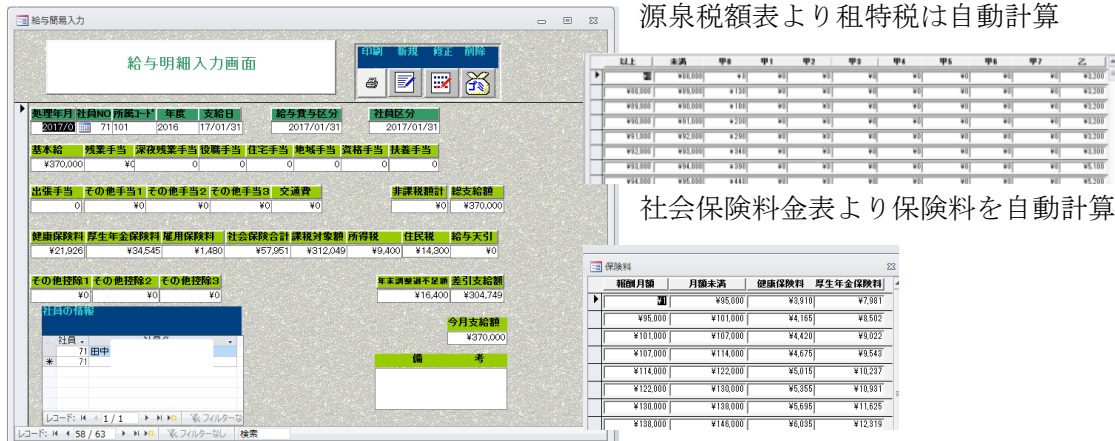 給与簡易入力
給与明細入力画面
印刷 新規 修正 削除
処理年月 社員NO 所属コード 年度 支給日 給与賞与区分 社員区分
2017/0 71 101 2016 17/01/31 2017/01/31 2017/01/31
基本給 残業手当 深夜残業手当 役職手当 住宅手当 地域手当 資格手当 扶養手当
¥370,000 ¥0 0 0 0 0 0 0
出張手当 その他手当1 その他手当2 その他手当3 交通費 非課税額計 総支給額
0 ¥0 ¥0 ¥0 ¥0 ¥0 ¥370,000
健康保険料 厚生年金保険料 雇用保険料 社会保険合計 課税対象額 所得税 住民税 給与天引
¥21,926 ¥34,545 ¥1,480 ¥57,951 ¥312,049 ¥9,400 ¥14,300 ¥0
その他控除1 その他控除2 その他控除3 年末調整過不足額 差引支給額
¥0 ¥0 ¥0 ¥16,400 ¥304,749
社員の情報
今月支給額
¥370,000
社員
71 田中
71
備 考
レコード: 1 / 1 フィルターな
レコード: 58 / 63 フィルターなし 検索
源泉税額表より租特税は自動計算
以上 未満 甲0 甲1 甲2 甲3 甲4 甲5 甲6 甲7 乙
¥88,000 ¥0 ¥0 ¥0 ¥0 ¥0 ¥0 ¥0 ¥0 ¥3,200
¥88,000 ¥89,000 ¥130 ¥0 ¥0 ¥0 ¥0 ¥0 ¥0 ¥0 ¥3,200
¥89,000 ¥90,000 ¥180 ¥0 ¥0 ¥0 ¥0 ¥0 ¥0 ¥0 ¥3,200
¥90,000 ¥91,000 ¥230 ¥0 ¥0 ¥0 ¥0 ¥0 ¥0 ¥0 ¥3,200
¥91,000 ¥92,000 ¥290 ¥0 ¥0 ¥0 ¥0 ¥0 ¥0 ¥0 ¥3,200
¥92,000 ¥93,000 ¥340 ¥0 ¥0 ¥0 ¥0 ¥0 ¥0 ¥0 ¥3,300
¥93,000 ¥94,000 ¥390 ¥0 ¥0 ¥0 ¥0 ¥0 ¥0 ¥0 ¥5,100
¥94,000 ¥95,000 ¥440 ¥0 ¥0 ¥0 ¥0 ¥0 ¥0 ¥0 ¥5,200
社会保険料金表より保険料を自動計算
保険料
報酬月額 月額未満 健康保険料 厚生年金保険料
¥95,000 ¥3,910 ¥7,981
¥95,000 ¥101,000 ¥4,165 ¥8,502
¥101,000 ¥107,000 ¥4,420 ¥9,022
¥107,000 ¥114,000 ¥4,675 ¥9,543
¥114,000 ¥122,000 ¥5,015 ¥10,237
¥122,000 ¥130,000 ¥5,355 ¥10,931
¥130,000 ¥138,000 ¥5,695 ¥11,625
¥138,000 ¥146,000 ¥6,035 ¥12,319